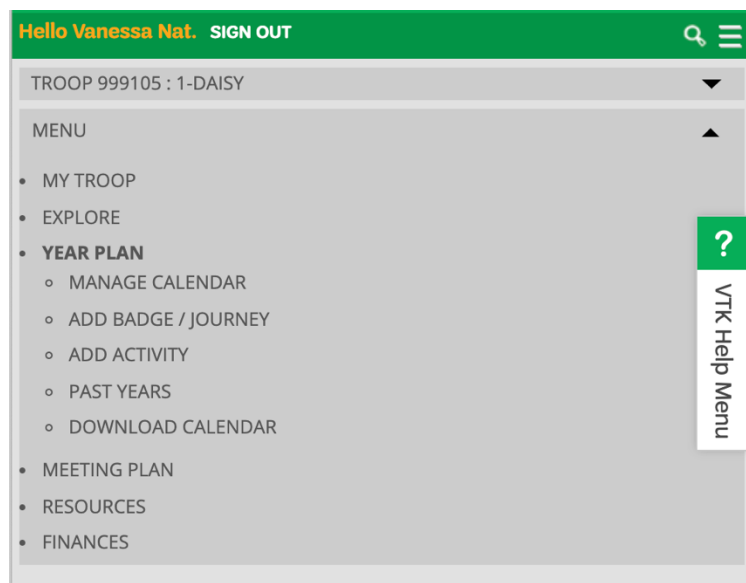 Hello Vanessa Nat. SIGN OUT
TROOP 999105 : 1-DAISY
MENU
MY TROOP
EXPLORE
YEAR PLAN
MANAGE CALENDAR
ADD BADGE / JOURNEY
ADD ACTIVITY
PAST YEARS
DOWNLOAD CALENDAR
MEETING PLAN
RESOURCES
FINANCES
?
VTK Help Menu